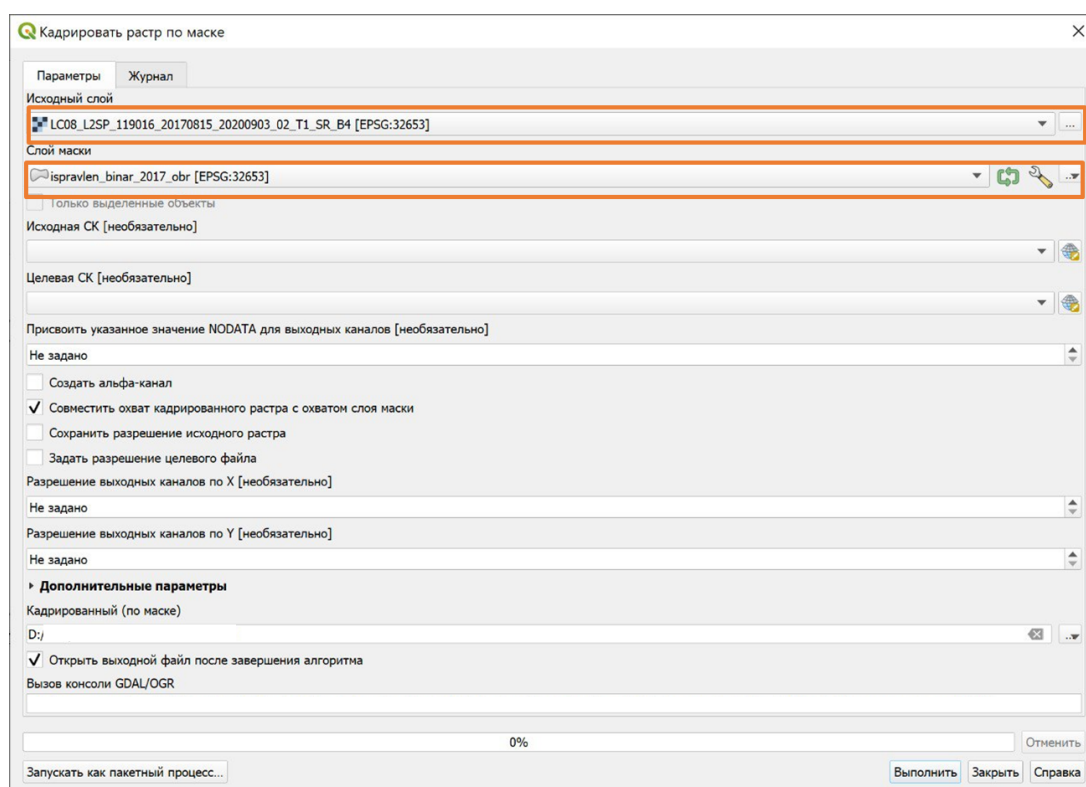 Кадрировать растр по маске
Параметры Журнал
Исходный слой
LC08_L2SP_119016_20170815_20200903_02_T1_SR_B4 [EPSG:32653]
...
Слой маски
ispravlen_binar_2017_obr [EPSG:32653]
Только выделенные объекты
Исходная СК [необязательно]
Целевая СК [необязательно]
Присвоить указанное значение NODATA для выходных каналов [необязательно]
Не задано
Создать альфа-канал
Совместить охват кадрированного растра с охватом слоя маски
Сохранить разрешение исходного растра
Задать разрешение целевого файла
Разрешение выходных каналов по X [необязательно]
Не задано
Разрешение выходных каналов по Y [необязательно]
Не задано
Дополнительные параметры
Кадрированный (по маске)
D:/
Открыть выходной файл после завершения алгоритма
Вызов консоли GDAL/OGR
0% Отменить
Запускать как пакетный процесс... Выполнить Закрыть Справка